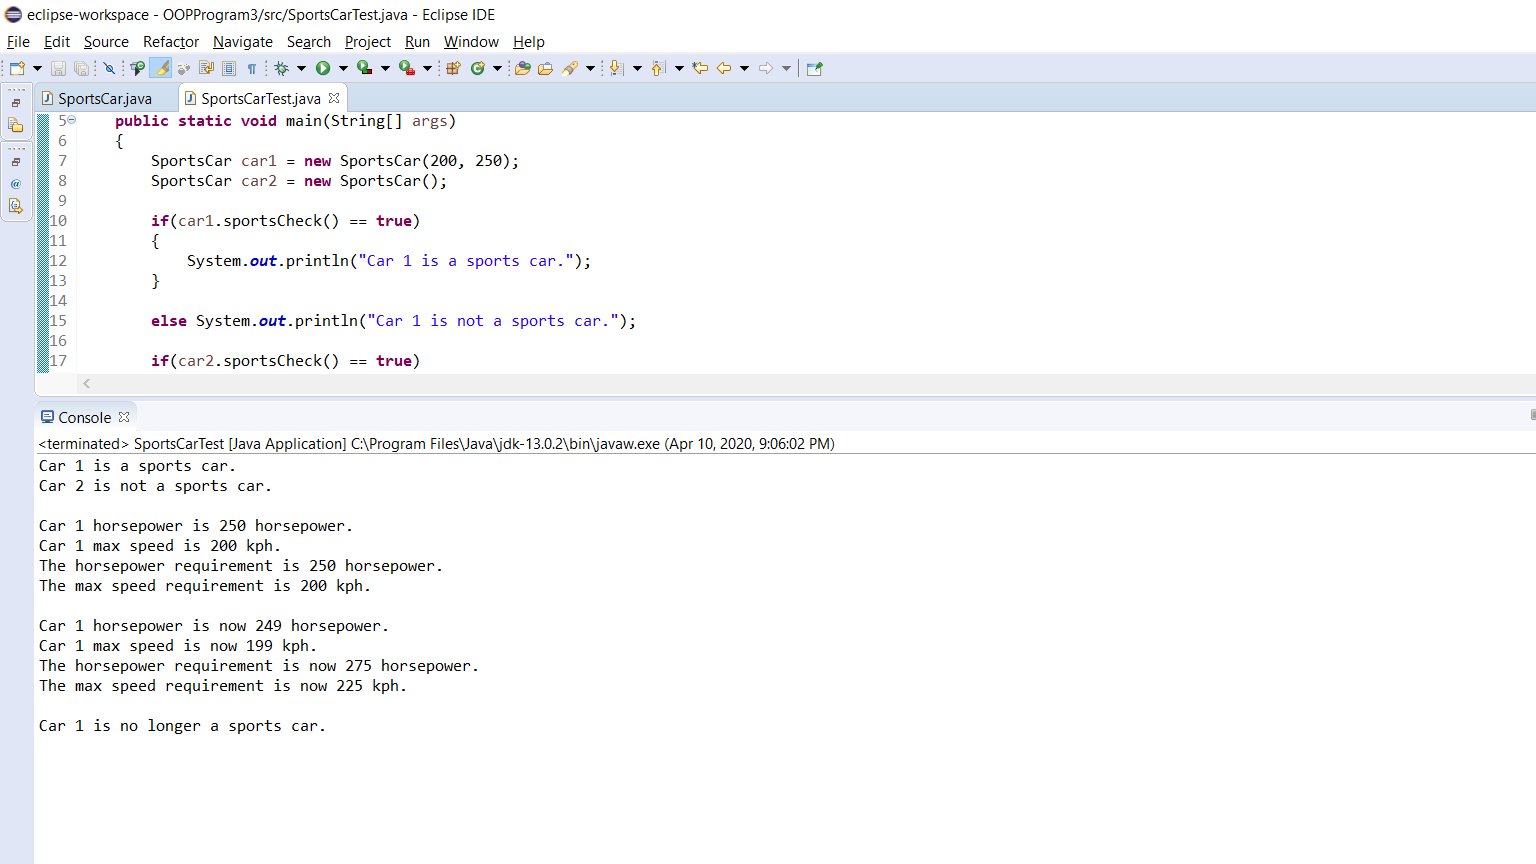 eclipse-workspace - OOPProgram3/src/SportsCarTest.java - Eclipse IDE
File Edit Source Refactor Navigate Search Project Run Window Help
SportsCar.java SportsCarTest.java
5 public static void main(String[] args)
6 {
7 SportsCar car1 = new SportsCar(200, 250);
8 SportsCar car2 = new SportsCar();
9
10 if(car1.sportsCheck() == true)
11 {
12 System.out.println("Car 1 is a sports car.");
13 }
14
15 else System.out.println("Car 1 is not a sports car.");
16
17 if(car2.sportsCheck() == true)
Console
<terminated> SportsCarTest [Java Application] C:\Program Files\Java\jdk-13.0.2\bin\javaw.exe (Apr 10, 2020, 9:06:02 PM)
Car 1 is a sports car.
Car 2 is not a sports car.
Car 1 horsepower is 250 horsepower.
Car 1 max speed is 200 kph.
The horsepower requirement is 250 horsepower.
The max speed requirement is 200 kph.
Car 1 horsepower is now 249 horsepower.
Car 1 max speed is now 199 kph.
The horsepower requirement is now 275 horsepower.
The max speed requirement is now 225 kph.
Car 1 is no longer a sports car.